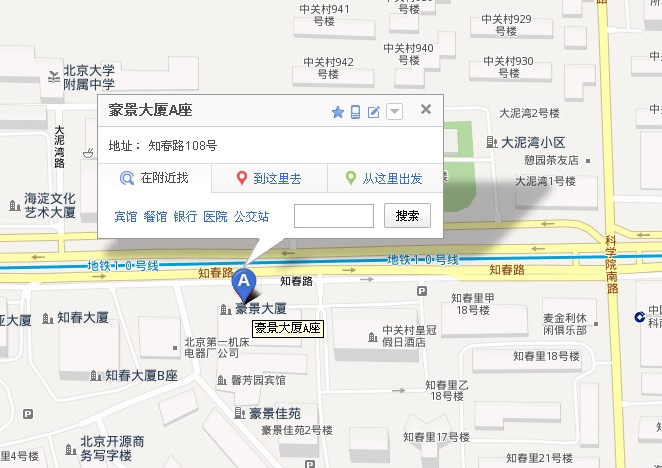 中关村941
号楼
中关村929
号楼
中关村940
号楼
中关村942
号楼
中关村930
号楼
北京大学
附属中学
大泥湾路
大泥湾2号楼
大泥湾小区
憩园茶友店
大泥湾1号楼
海淀文化
艺术大厦
豪景大厦A座
地址： 知春路108号
在附近找
到这里去
从这里出发
宾馆 餐馆 银行 医院 公交站
搜索
地铁10号线
地铁10号线
知春路
知春路
知春路
科学院南路
A
豪景大厦
豪景大厦A座
知春大厦
北京第一机床
电器厂公司
知春大厦B座
馨芳园宾馆
中关村皇冠
假日酒店
知春里甲
18号楼
麦金利休
闲俱乐部
知春里18号楼
知春里乙
18号楼
豪景佳苑
豪景佳苑2号楼
知春里17号楼
知春里21号楼
北京开源商
务写字楼
里4号楼
P
P
P